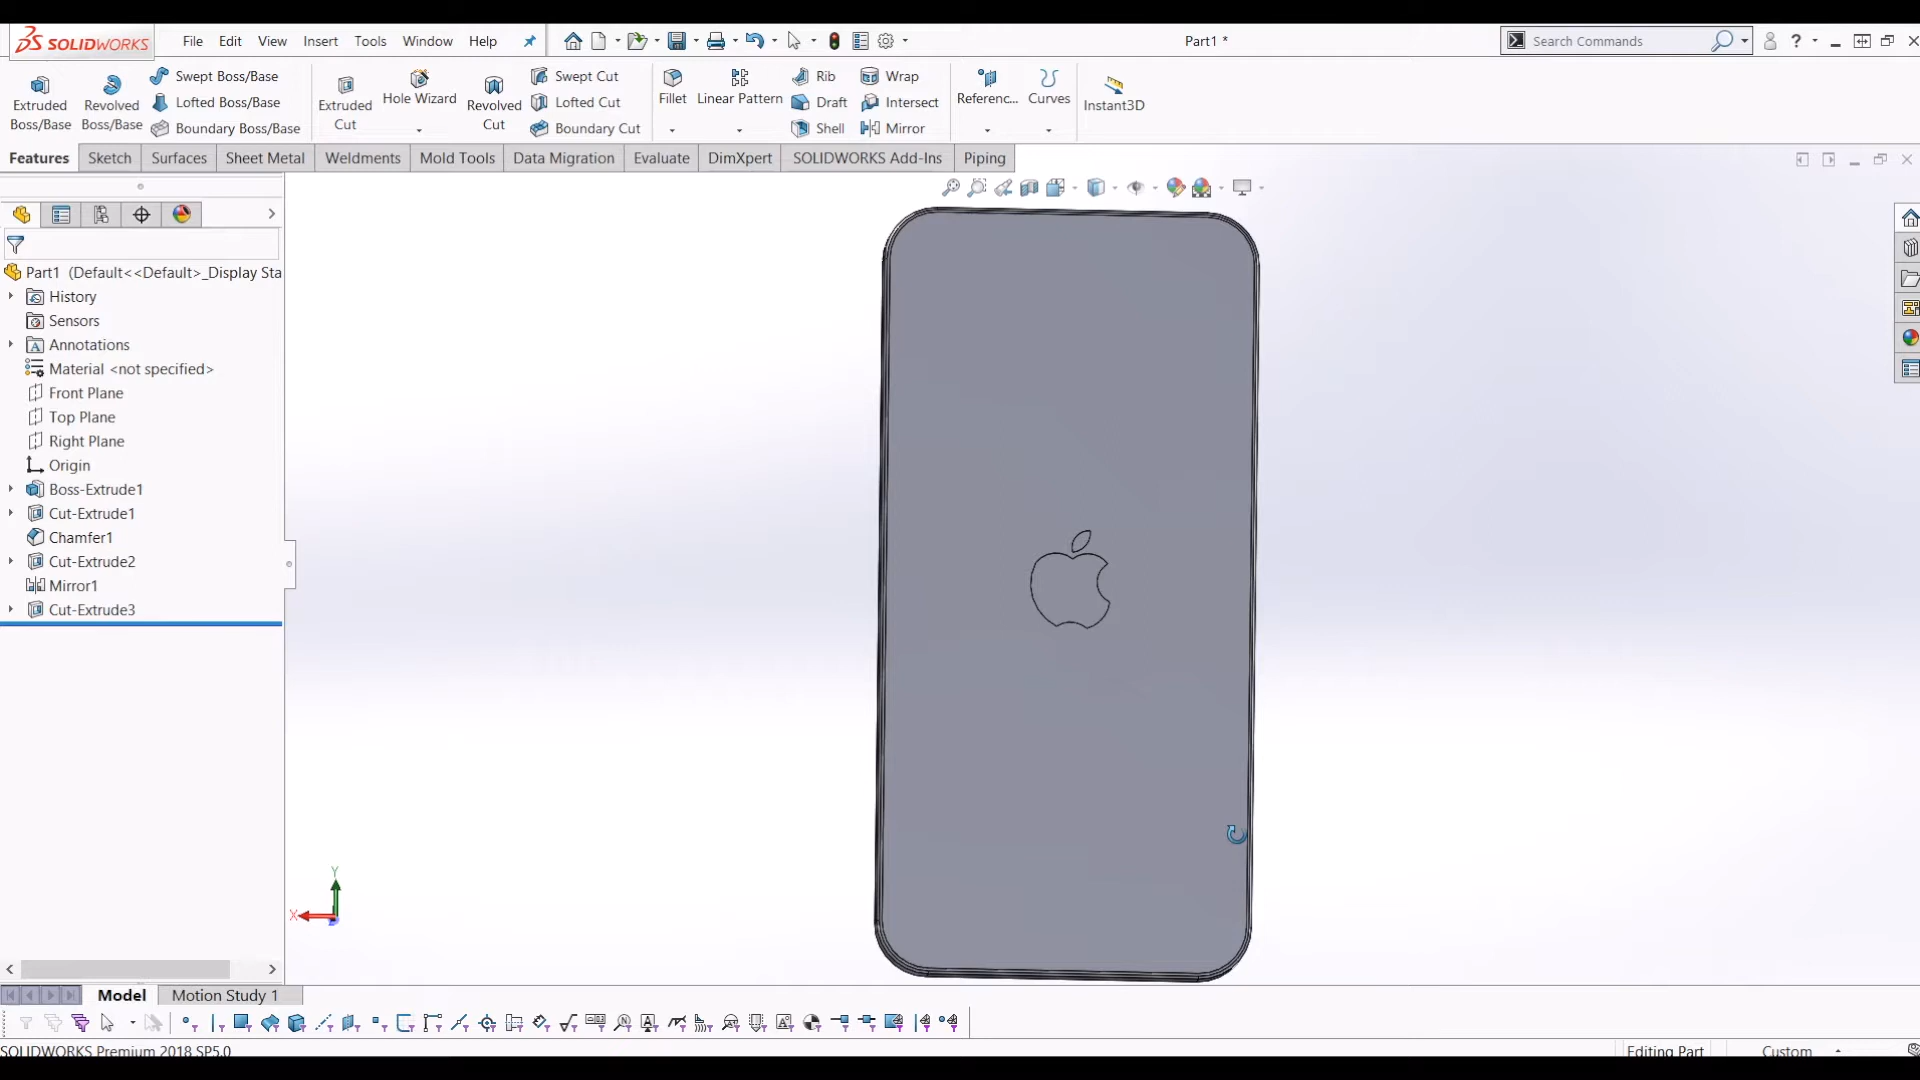 SOLIDWORKS File Edit View Insert Tools Window Help Part1 * Search Commands ?
Extruded Boss/Base Revolved Boss/Base Swept Boss/Base Lofted Boss/Base Boundary Boss/Base Extruded Cut Hole Wizard Revolved Cut Swept Cut Lofted Cut Boundary Cut Fillet Linear Pattern Rib Draft Shell Wrap Intersect Mirror Referenc... Curves Instant3D
Features Sketch Surfaces Sheet Metal Weldments Mold Tools Data Migration Evaluate DimXpert SOLIDWORKS Add-Ins Piping
Part1 (Default<<Default>_Display Sta
History
Sensors
Annotations
Material <not specified>
Front Plane
Top Plane
Right Plane
Origin
Boss-Extrude1
Cut-Extrude1
Chamfer1
Cut-Extrude2
Mirror1
Cut-Extrude3
Y
X
Model Motion Study 1
SOLIDWORKS Premium 2018 SP5.0 Editing Part Custom